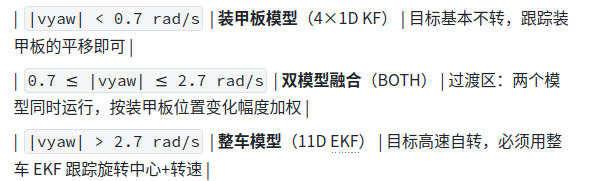 | |vyaw| < 0.7 rad/s | 装甲板模型（4×1D KF） | 目标基本不转，跟踪装
甲板的平移即可 |
| 0.7 ≤ |vyaw| ≤ 2.7 rad/s | 双模型融合（BOTH） | 过渡区：两个模
型同时运行，按装甲板位置变化幅度加权 |
| |vyaw| > 2.7 rad/s | 整车模型（11D EKF） | 目标高速自转，必须用整
车 EKF 跟踪旋转中心+转速 |